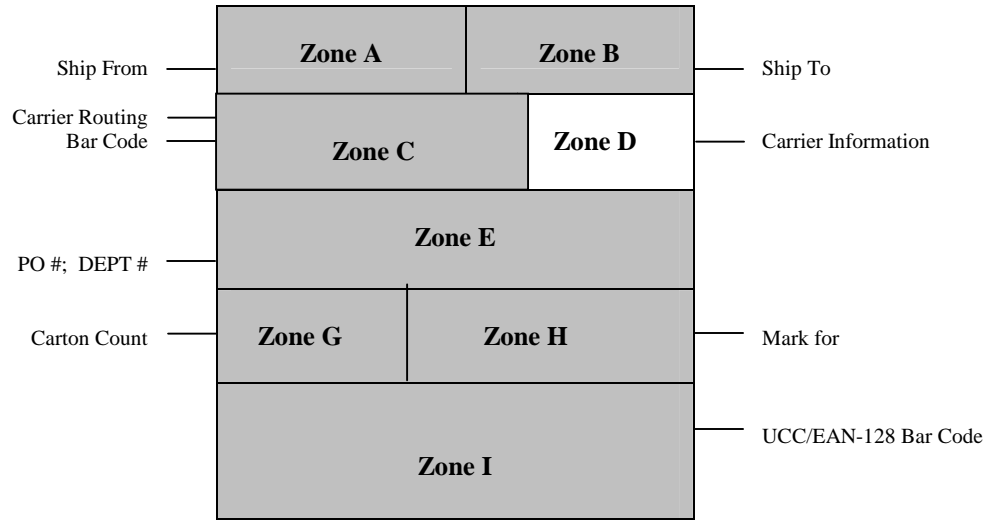 Zone A
Zone B
Ship From
Ship To
Carrier Routing
Bar Code
Zone C
Zone D
Carrier Information
Zone E
PO #;  DEPT #
Carton Count
Zone G
Zone H
Mark for
UCC/EAN-128 Bar Code
Zone I